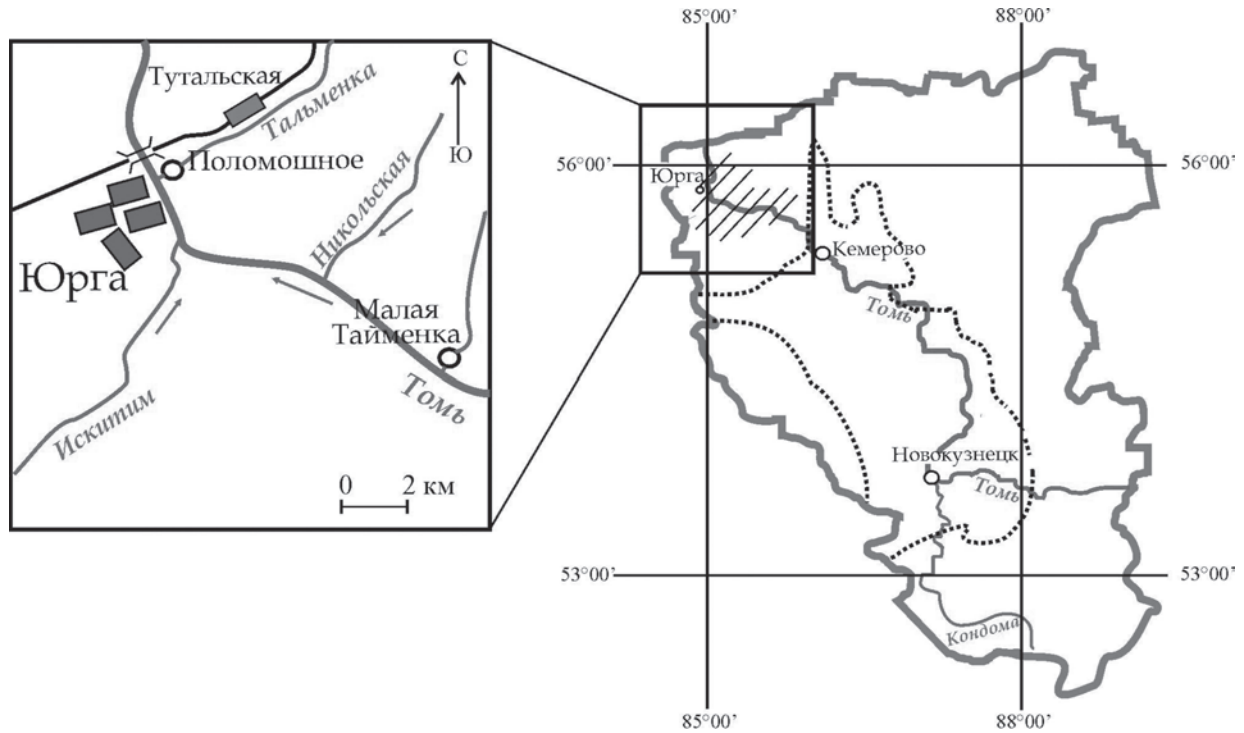 Тутальская
Тальменка
С
Ю
Поломошное
Никольская
Юрга
Малая
Тайменка
Томь
Искитим
0 2 км
85°00’ 88°00’
56°00’ 56°00’
Юрга
Кемерово
Томь
Новокузнецк
Томь
53°00’ 53°00’
Кондома
85°00’ 88°00’